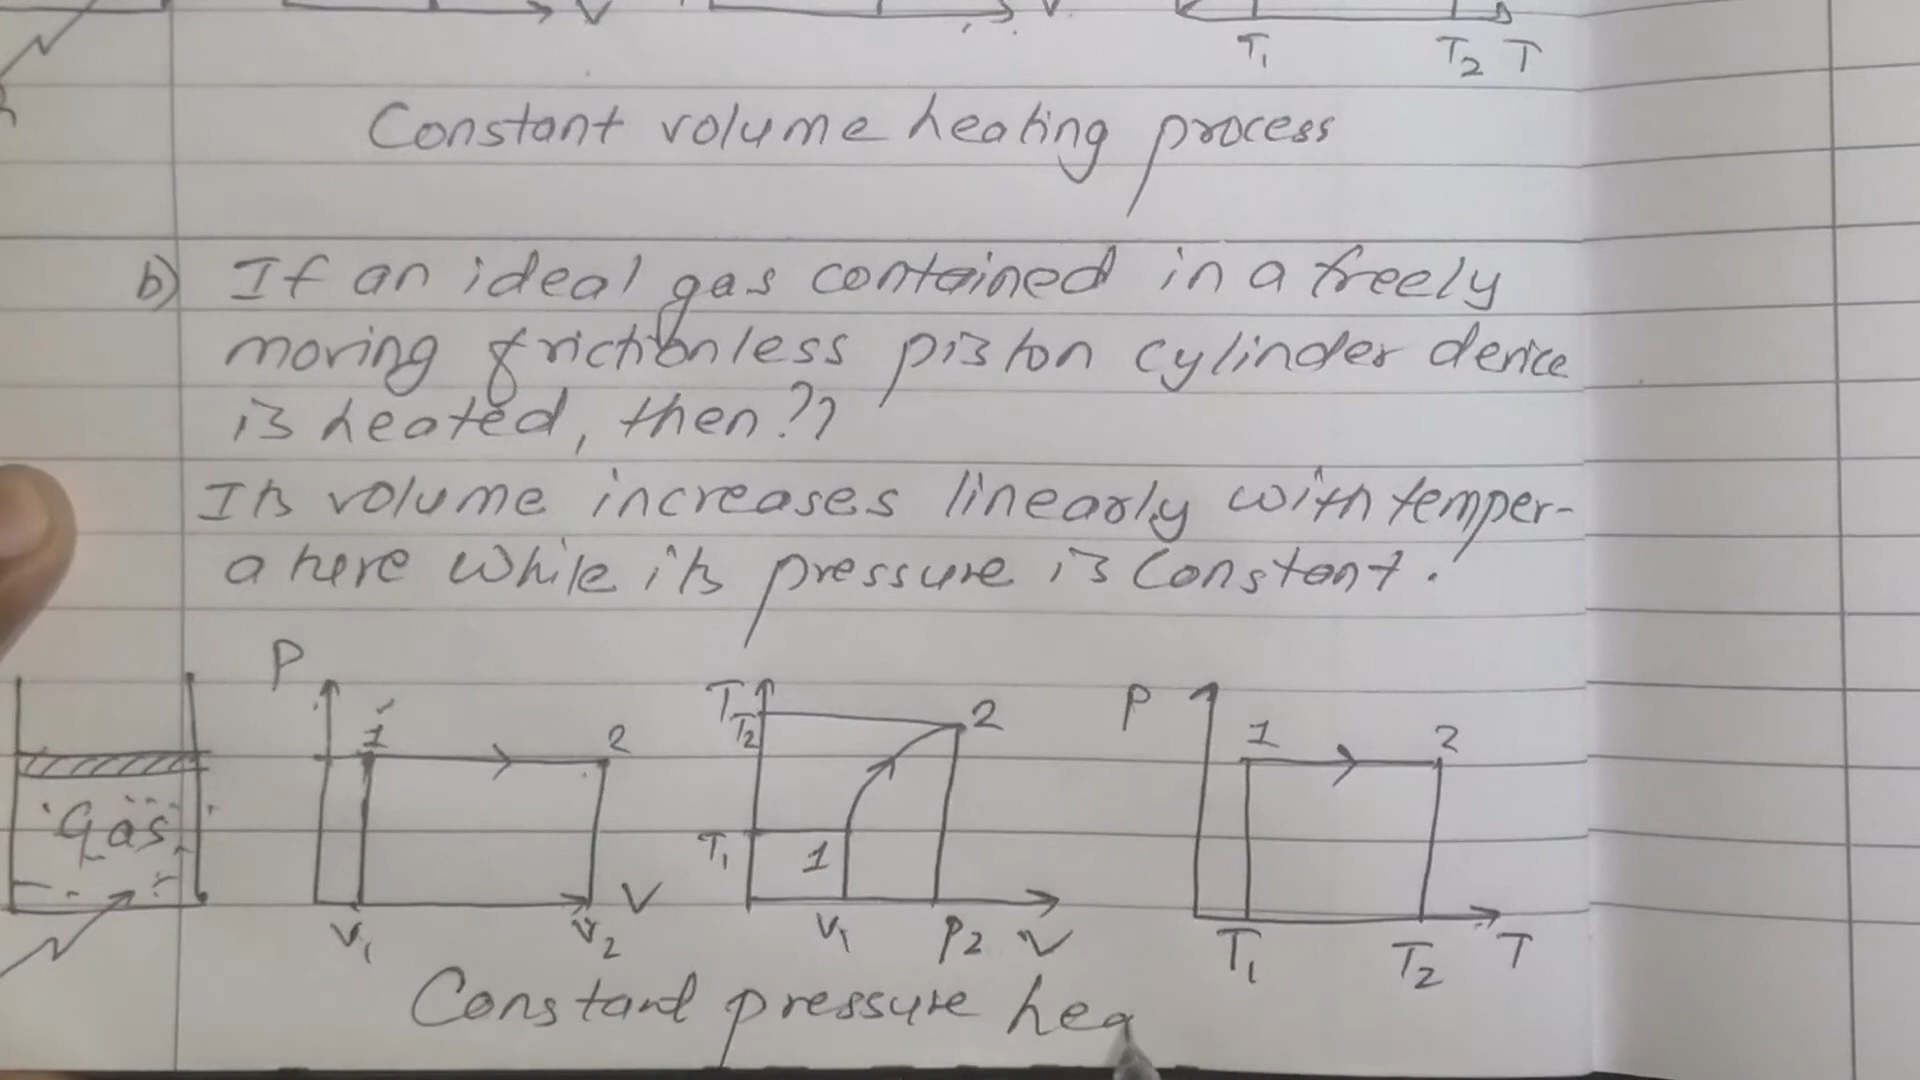 V V
T1 T2 T
Constant volume heating process
b) If an ideal gas contained in a freely
moving frictionless piston cylinder device
is heated, then??
Its volume increases linearly with temper-
ature while its pressure is constant.
P 1 2 V V1 V2
T T2 2 T1 1 V1 P2 V
P 1 2 T1 T2 T
Gas
Constant pressure hea